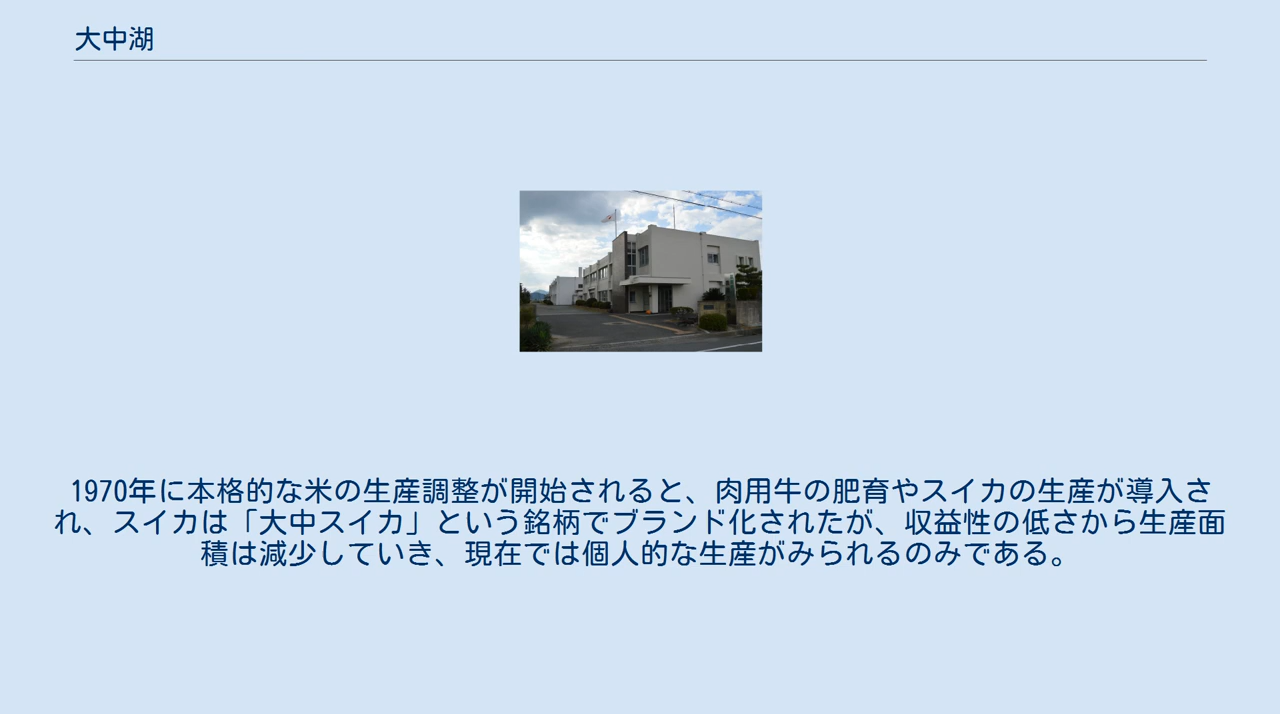 大中湖
1970年に本格的な米の生産調整が開始されると、肉用牛の肥育やスイカの生産が導入さ
れ、スイカは「大中スイカ」という銘柄でブランド化されたが、収益性の低さから生産面
積は減少していき、現在では個人的な生産がみられるのみである。